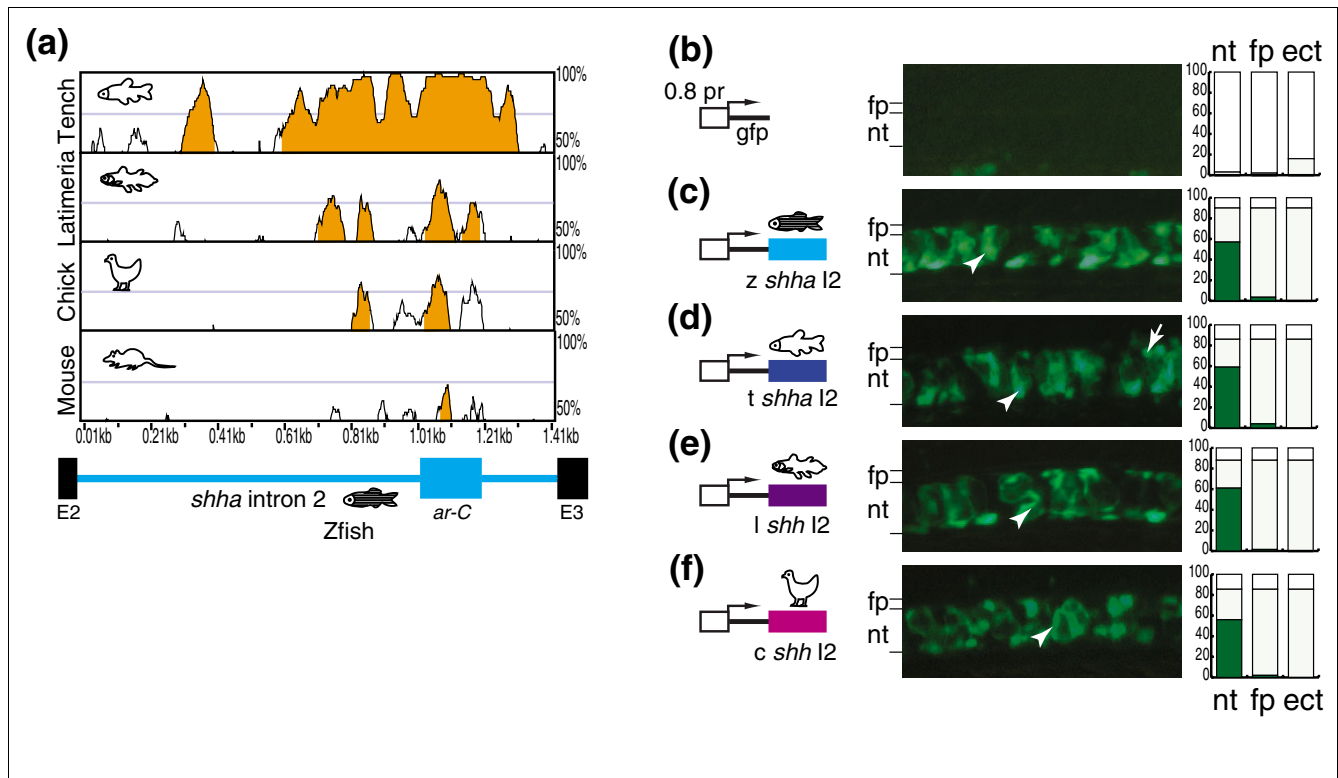 (a)
Tench
100%
50%
Latimeria
100%
50%
Chick
100%
50%
Mouse
100%
50%
0.01kb 0.21kb 0.41kb 0.61kb 0.81kb 1.01kb 1.21kb 1.41kb
E2
shha intron 2
Zfish
ar-C
E3
(b)
0.8 pr
gfp
fp
nt
nt fp ect
100
80
60
40
20
0
(c)
z shha I2
fp
nt
100
80
60
40
20
0
(d)
t shha I2
fp
nt
100
80
60
40
20
0
(e)
l shh I2
fp
nt
100
80
60
40
20
0
(f)
c shh I2
fp
nt
100
80
60
40
20
0
nt fp ect